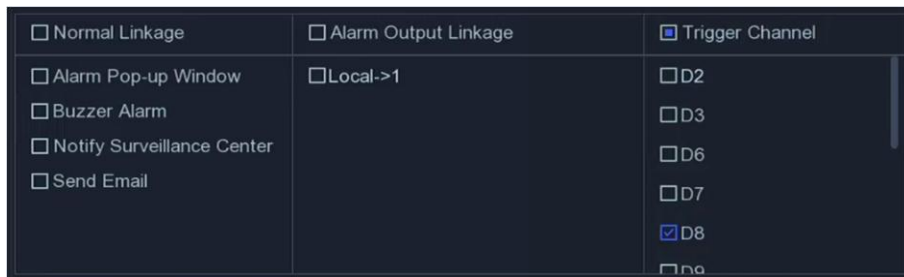 Normal Linkage
Alarm Output Linkage
Trigger Channel
Alarm Pop-up Window
Buzzer Alarm
Notify Surveillance Center
Send Email
Local->1
D2
D3
D6
D7
D8
D9